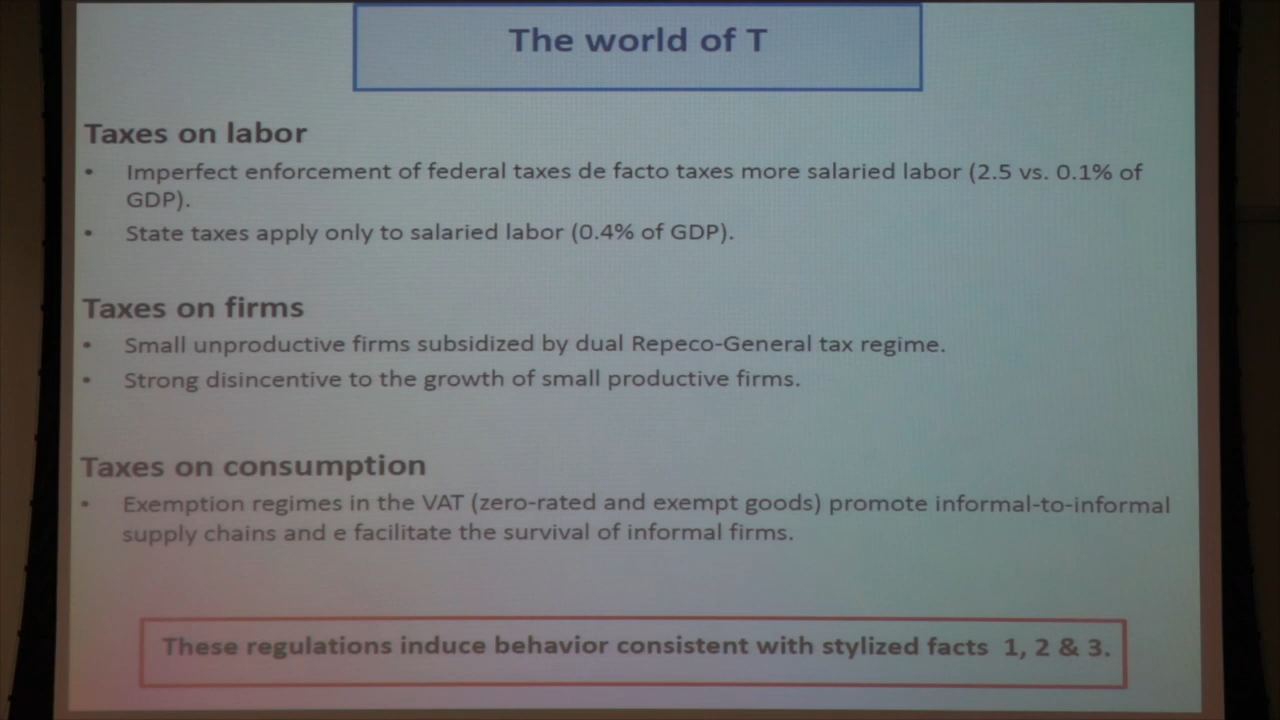 The world of T
Taxes on labor
• Imperfect enforcement of federal taxes de facto taxes more salaried labor (2.5 vs. 0.1% of
GDP).
• State taxes apply only to salaried labor (0.4% of GDP).
Taxes on firms
• Small unproductive firms subsidized by dual Repeco-General tax regime.
• Strong disincentive to the growth of small productive firms.
Taxes on consumption
• Exemption regimes in the VAT (zero-rated and exempt goods) promote informal-to-informal
supply chains and e facilitate the survival of informal firms.
These regulations induce behavior consistent with stylized facts 1, 2 & 3.